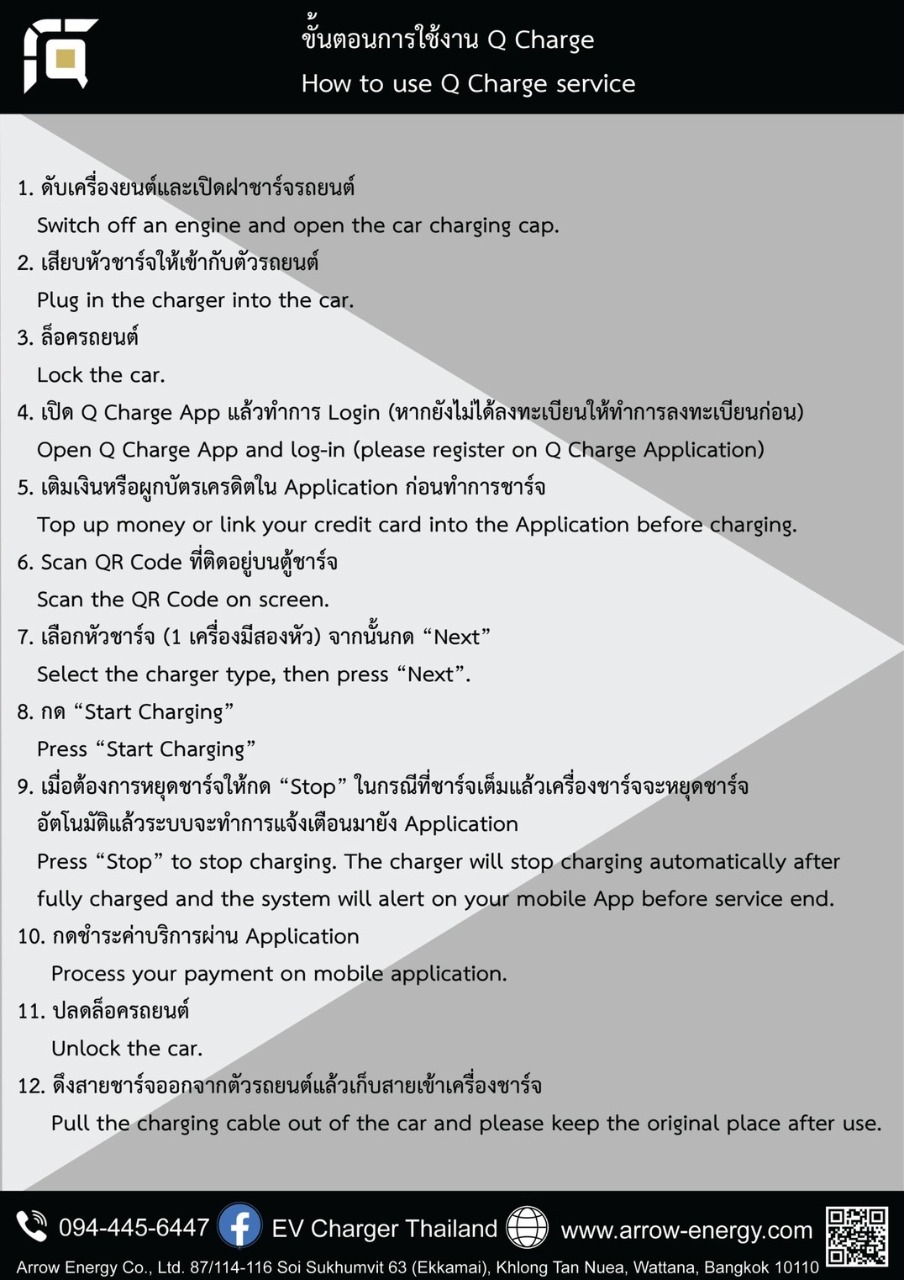 ขั้นตอนการใช้งาน Q Charge
How to use Q Charge service
1. ดับเครื่องยนต์และเปิดฝาชาร์จรถยนต์
Switch off an engine and open the car charging cap.
2. เสียบหัวชาร์จให้เข้ากับตัวรถยนต์
Plug in the charger into the car.
3. ล็อครถยนต์
Lock the car.
4. เปิด Q Charge App แล้วทำการ Login (หากยังไม่ได้ลงทะเบียนให้ทำการลงทะเบียนก่อน)
Open Q Charge App and log-in (please register on Q Charge Application)
5. เติมเงินหรือผูกบัตรเครดิตใน Application ก่อนทำการชาร์จ
Top up money or link your credit card into the Application before charging.
6. Scan QR Code ที่ติดอยู่บนตู้ชาร์จ
Scan the QR Code on screen.
7. เลือกหัวชาร์จ (1 เครื่องมีสองหัว) จากนั้นกด “Next”
Select the charger type, then press “Next”.
8. กด “Start Charging”
Press “Start Charging”
9. เมื่อต้องการหยุดชาร์จให้กด “Stop” ในกรณีที่ชาร์จเต็มแล้วเครื่องชาร์จจะหยุดชาร์จ
อัตโนมัติแล้วระบบจะทำการแจ้งเตือนมายัง Application
Press “Stop” to stop charging. The charger will stop charging automatically after
fully charged and the system will alert on your mobile App before service end.
10. กดชำระค่าบริการผ่าน Application
Process your payment on mobile application.
11. ปลดล็อครถยนต์
Unlock the car.
12. ดึงสายชาร์จออกจากตัวรถยนต์แล้วเก็บสายเข้าเครื่องชาร์จ
Pull the charging cable out of the car and please keep the original place after use.
094-445-6447 EV Charger Thailand www.arrow-energy.com
Arrow Energy Co., Ltd. 87/114-116 Soi Sukhumvit 63 (Ekkamai), Khlong Tan Nuea, Wattana, Bangkok 10110